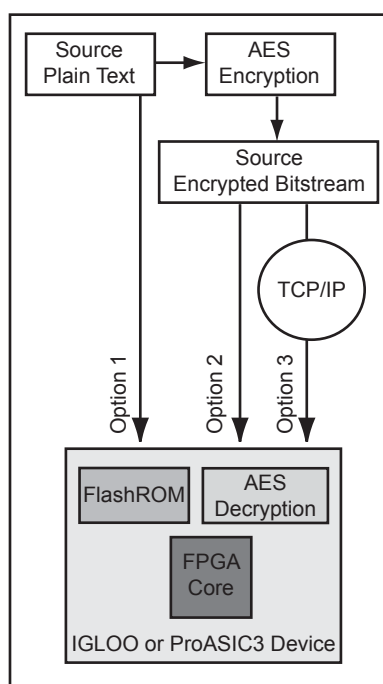 Source
Plain Text
AES
Encryption
Source
Encrypted Bitstream
TCP/IP
Option 1
Option 2
Option 3
FlashROM
AES
Decryption
FPGA
Core
IGLOO or ProASIC3 Device